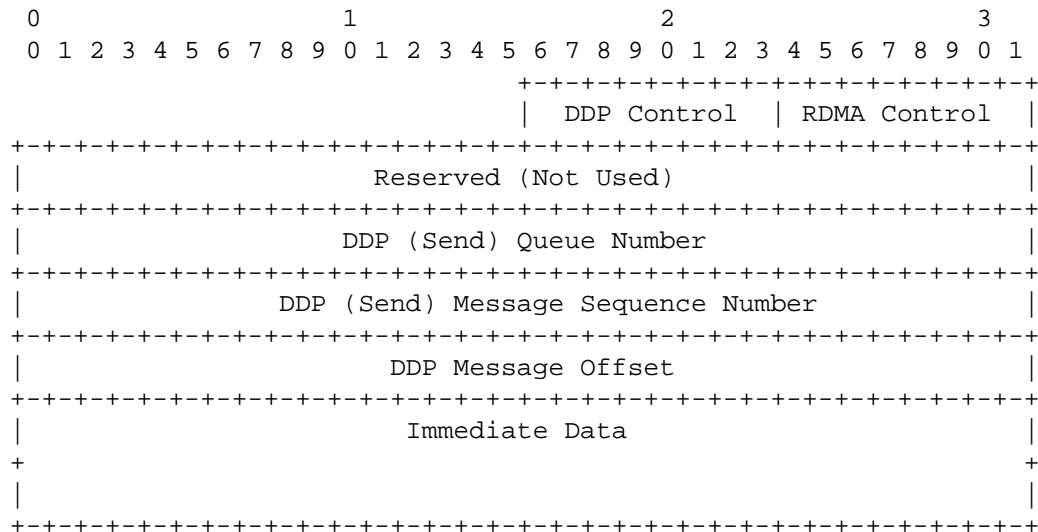 0                   1                   2                   3
 0 1 2 3 4 5 6 7 8 9 0 1 2 3 4 5 6 7 8 9 0 1 2 3 4 5 6 7 8 9 0 1
                                +-+-+-+-+-+-+-+-+-+-+-+-+-+-+-+-+
                                |  DDP Control  | RDMA Control  |
+-+-+-+-+-+-+-+-+-+-+-+-+-+-+-+-+-+-+-+-+-+-+-+-+-+-+-+-+-+-+-+-+
|                      Reserved (Not Used)                      |
+-+-+-+-+-+-+-+-+-+-+-+-+-+-+-+-+-+-+-+-+-+-+-+-+-+-+-+-+-+-+-+-+
|                    DDP (Send) Queue Number                    |
+-+-+-+-+-+-+-+-+-+-+-+-+-+-+-+-+-+-+-+-+-+-+-+-+-+-+-+-+-+-+-+-+
|                DDP (Send) Message Sequence Number             |
+-+-+-+-+-+-+-+-+-+-+-+-+-+-+-+-+-+-+-+-+-+-+-+-+-+-+-+-+-+-+-+-+
|                       DDP Message Offset                      |
+-+-+-+-+-+-+-+-+-+-+-+-+-+-+-+-+-+-+-+-+-+-+-+-+-+-+-+-+-+-+-+-+
|                        Immediate Data                         |
+                                                               +
|                                                               |
+-+-+-+-+-+-+-+-+-+-+-+-+-+-+-+-+-+-+-+-+-+-+-+-+-+-+-+-+-+-+-+-+